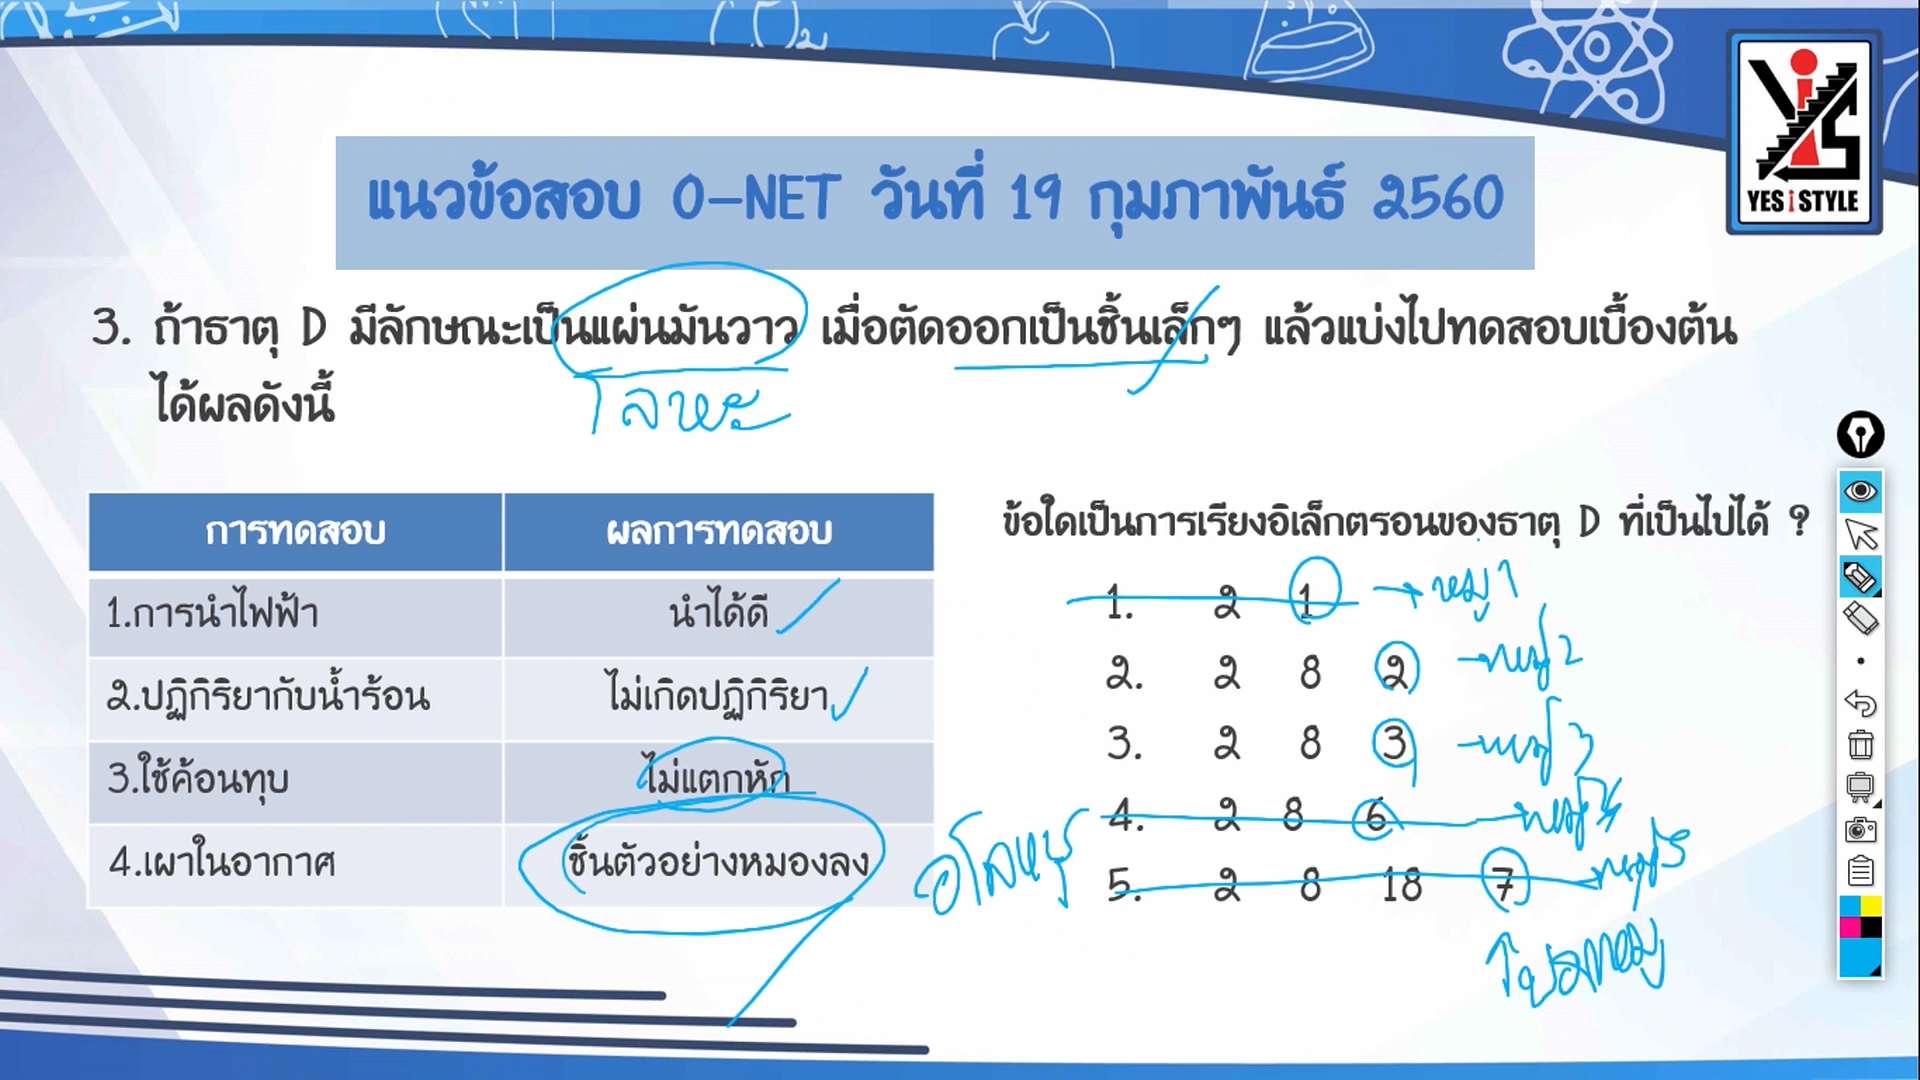 YES i STYLE
แนวข้อสอบ O-NET วันที่ 19 กุมภาพันธ์ 2560
3. ถ้าธาตุ D มีลักษณะเป็นแผ่นมันวาว เมื่อตัดออกเป็นชิ้นเล็กๆ แล้วแบ่งไปทดสอบเบื้องต้น
ได้ผลดังนี้
โลหะ
การทดสอบ ผลการทดสอบ
1.การนำไฟฟ้า นำได้ดี
2.ปฏิกิริยากับน้ำร้อน ไม่เกิดปฏิกิริยา
3.ใช้ค้อนทุบ ไม่แตกหัก
4.เผาในอากาศ ชิ้นตัวอย่างหมองลง
ข้อใดเป็นการเรียงอิเล็กตรอนของธาตุ D ที่เป็นไปได้ ?
1. 2 1 หมู่ 1
2. 2 8 2 หมู่ 2
3. 2 8 3 หมู่ 3
4. 2 8 6
5. 2 8 18 7
อโลหะ